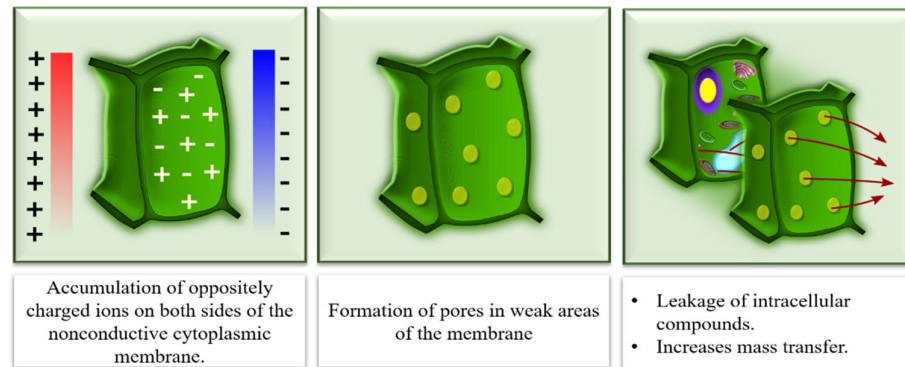 Accumulation of oppositely
charged ions on both sides of the
nonconductive cytoplasmic
membrane.
Formation of pores in weak areas
of the membrane
• Leakage of intracellular
compounds.
• Increases mass transfer.